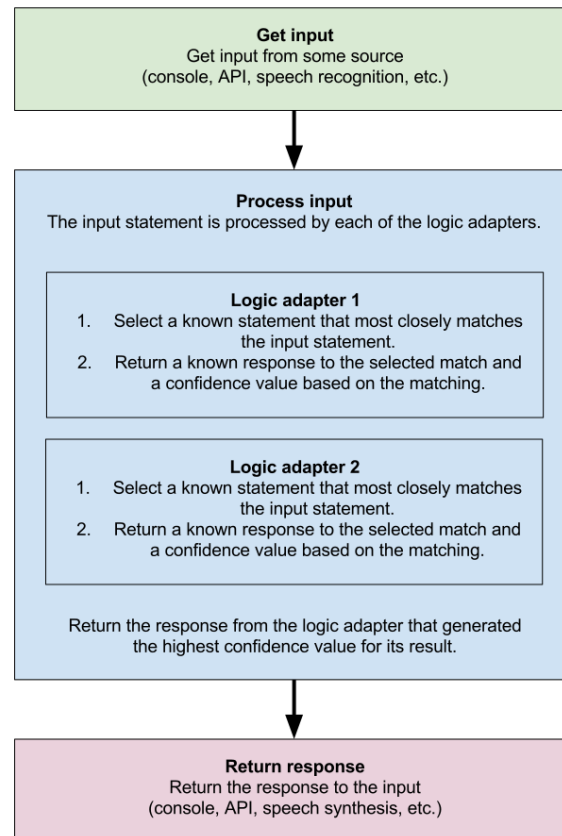 Get input
Get input from some source
(console, API, speech recognition, etc.)
Process input
The input statement is processed by each of the logic adapters.
Logic adapter 1
1. Select a known statement that most closely matches
the input statement.
2. Return a known response to the selected match and
a confidence value based on the matching.
Logic adapter 2
1. Select a known statement that most closely matches
the input statement.
2. Return a known response to the selected match and
a confidence value based on the matching.
Return the response from the logic adapter that generated
the highest confidence value for its result.
Return response
Return the response to the input
(console, API, speech synthesis, etc.)